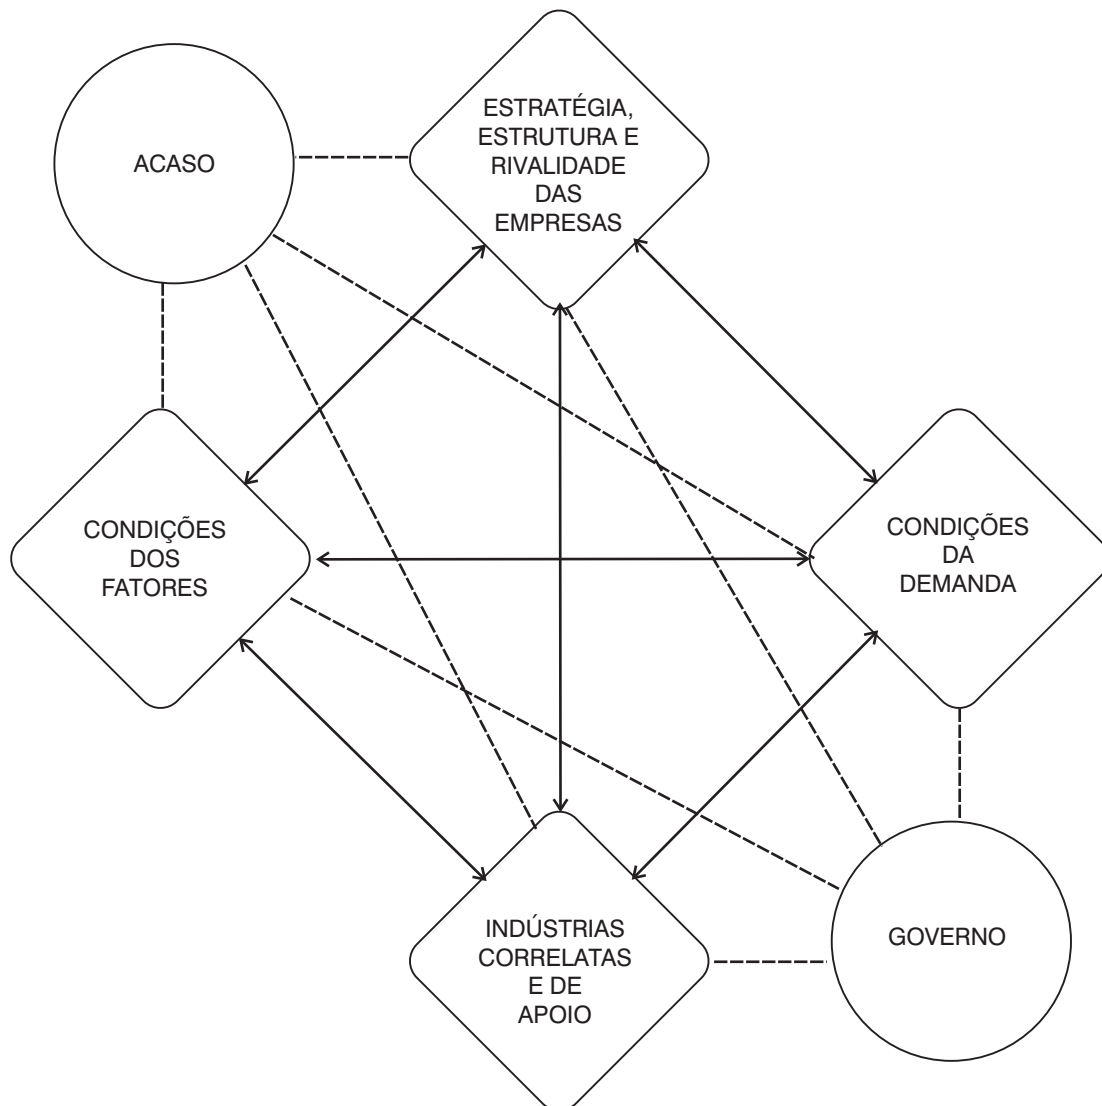 ACASO
ESTRATÉGIA,
ESTRUTURA E
RIVALIDADE
DAS
EMPRESAS
CONDIÇÕES
DOS
FATORES
CONDIÇÕES
DA
DEMANDA
INDÚSTRIAS
CORRELATAS
E DE
APOIO
GOVERNO